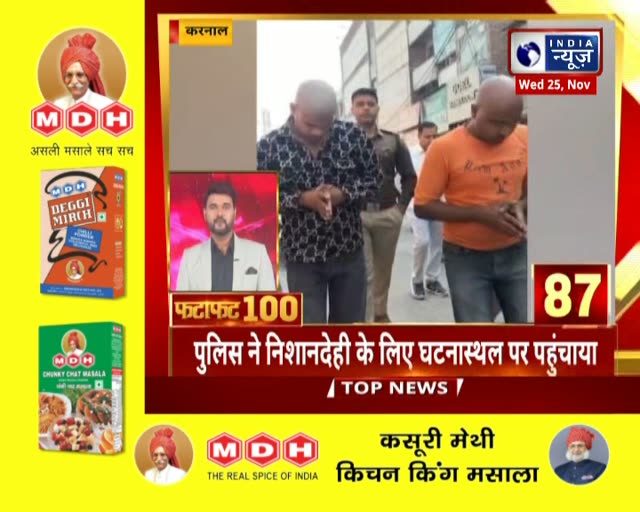 करनाल
INDIA
न्यूज़
Wed 25, Nov
MDH
असली मसाले सच सच
MDH
DEGGI
MIRCH
फटाफट 100
87
पुलिस ने निशानदेही के लिए घटनास्थल पर पहुंचाया
TOP NEWS
MDH
CHUNKY CHAT MASALA
MDH
THE REAL SPICE OF INDIA
कसूरी मेथी
किचन किंग मसाला